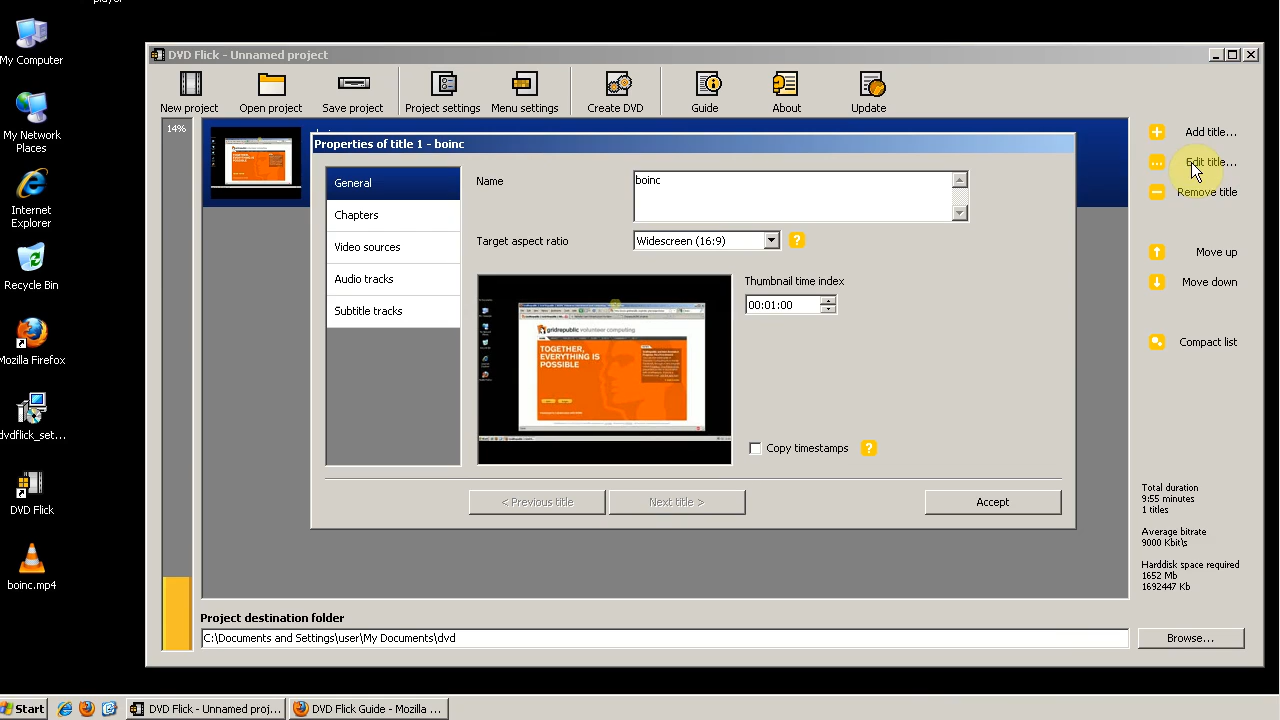 player
My Computer
My Network
Places
Internet
Explorer
Recycle Bin
Mozilla Firefox
dvdflick_set...
DVD Flick
boinc.mp4
DVD Flick - Unnamed project
New project
Open project
Save project
Project settings
Menu settings
Create DVD
Guide
About
Update
14%
Properties of title 1 - boinc
General
Chapters
Video sources
Audio tracks
Subtitle tracks
Name
boinc
Target aspect ratio
Widescreen (16:9)
?
gridrepublic volunteer computing
TOGETHER,
EVERYTHING IS
POSSIBLE
Thumbnail time index
00:01:00
Copy timestamps
?
< Previous title
Next title >
Accept
Add title...
Edit title...
Remove title
Move up
Move down
Compact list
Total duration
9:55 minutes
1 titles
Average bitrate
9000 Kbit\s
Harddisk space required
1652 Mb
1692447 Kb
Project destination folder
C:\Documents and Settings\user\My Documents\dvd
Browse...
Start
DVD Flick - Unnamed proj...
DVD Flick Guide - Mozilla ...